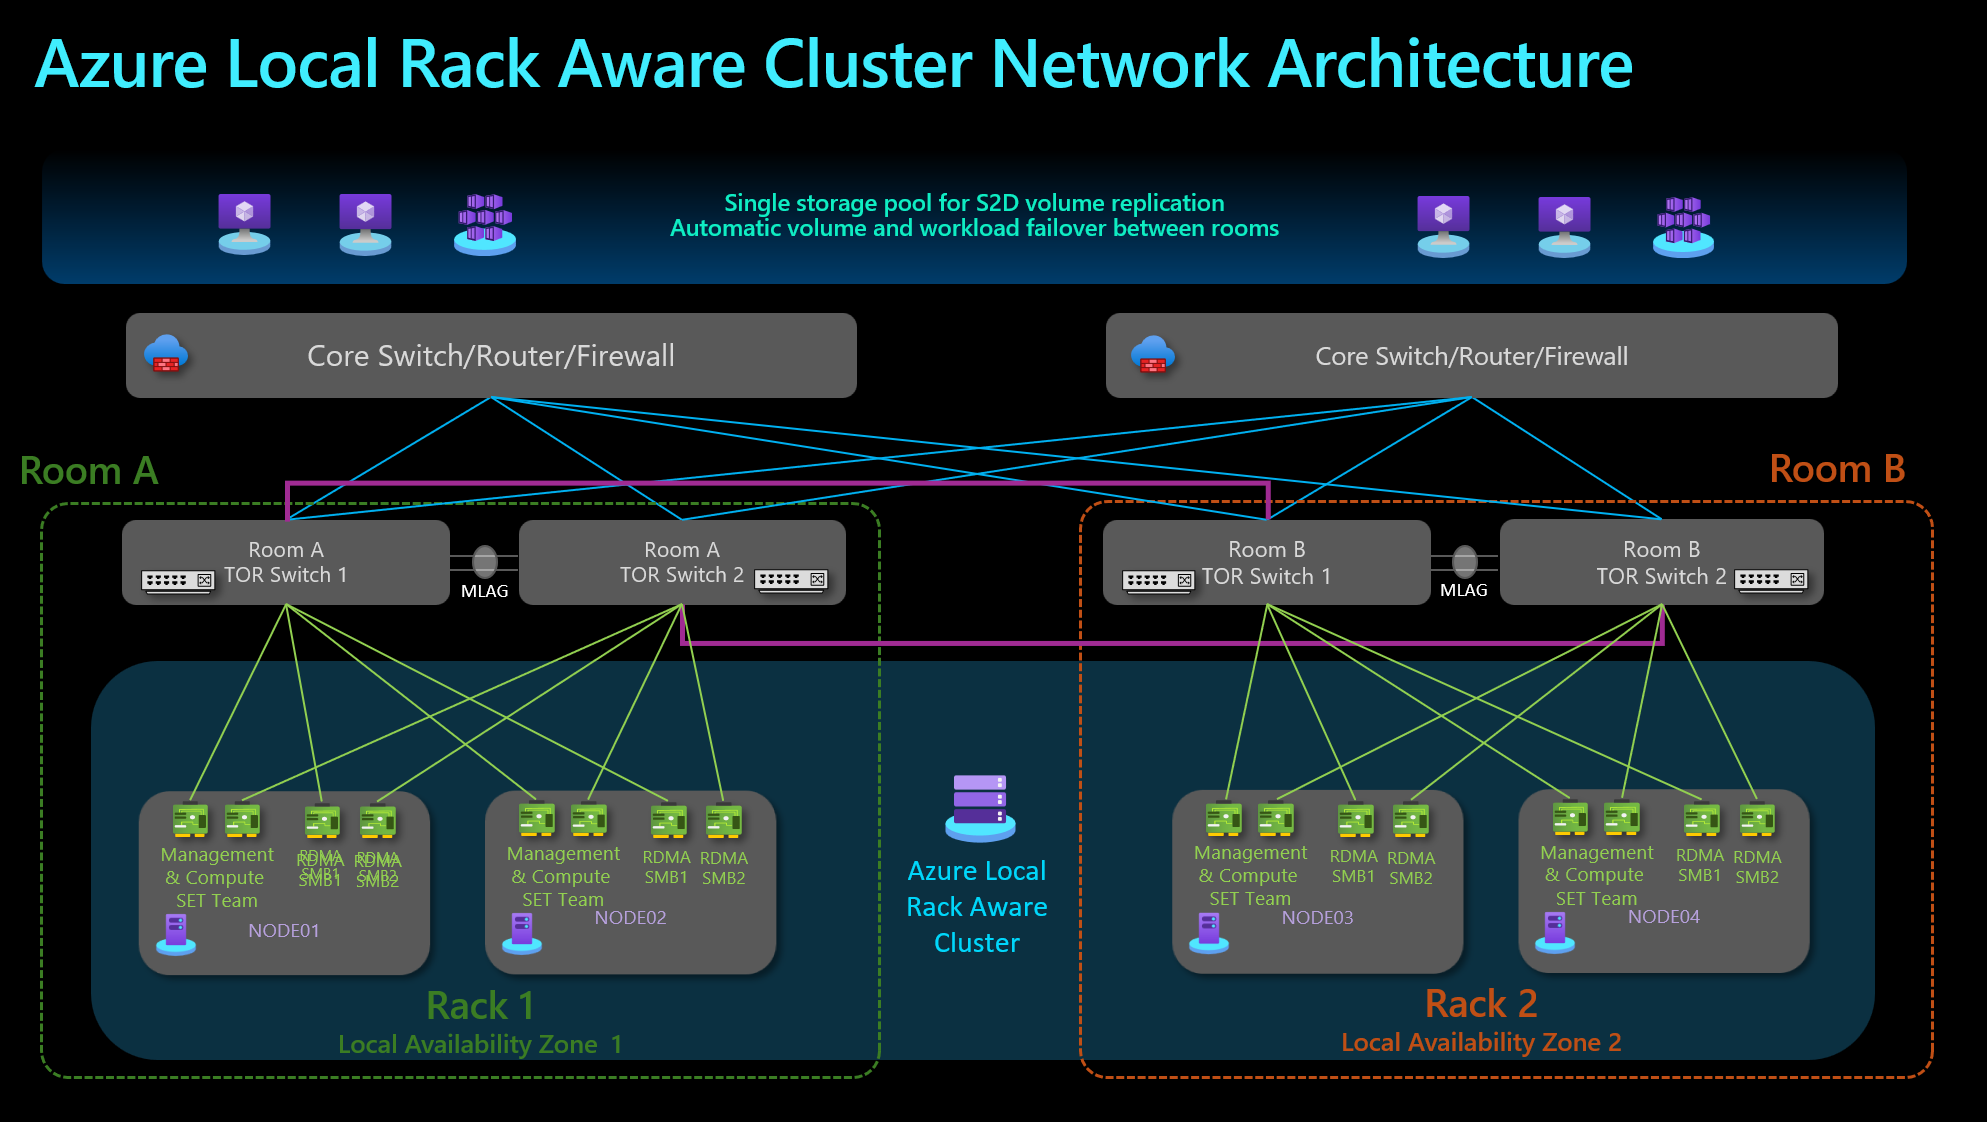 Azure Local Rack Aware Cluster Network Architecture
Single storage pool for S2D volume replication
Automatic volume and workload failover between rooms
Core Switch/Router/Firewall
Core Switch/Router/Firewall
Room A
Room B
Room A
TOR Switch 1
MLAG
Room A
TOR Switch 2
Room B
TOR Switch 1
MLAG
Room B
TOR Switch 2
Management
& Compute
SET Team
RDMA
SMB1
RDMA
SMB1
RDMA
SMB2
RDMA
SMB2
NODE01
Management
& Compute
SET Team
RDMA
SMB1
RDMA
SMB2
NODE02
Azure Local
Rack Aware
Cluster
Management
& Compute
SET Team
RDMA
SMB1
RDMA
SMB2
NODE03
Management
& Compute
SET Team
RDMA
SMB1
RDMA
SMB2
NODE04
Rack 1
Local Availability Zone 1
Rack 2
Local Availability Zone 2